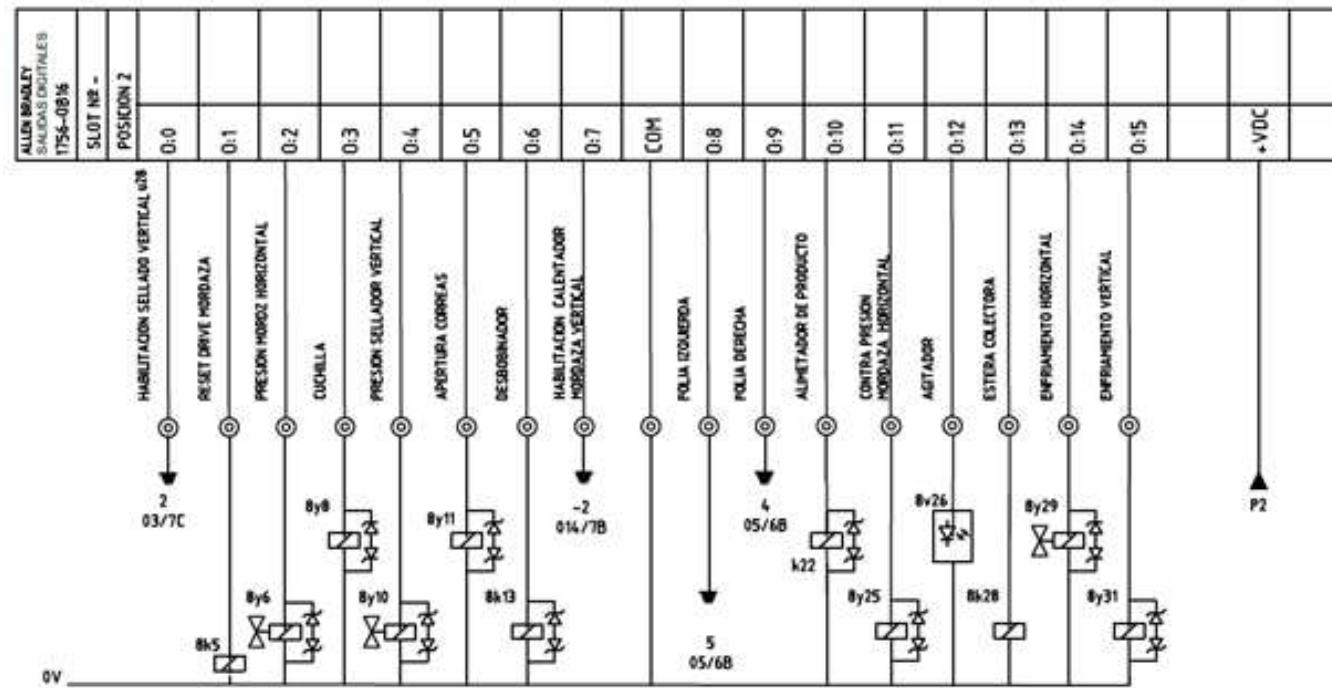 ALLEN BRADLEY
SALIDAS DIGITALES
1756-OB16
SLOT Nº -
POSICION 2
0:0
0:1
0:2
0:3
0:4
0:5
0:6
0:7
COM
0:8
0:9
0:10
0:11
0:12
0:13
0:14
0:15
+VDC
HABILITACION SELLADO VERTICAL u28
RESET DRIVE MORDAZA
PRESION MORDZ HORIZONTAL
CUCHILLA
PRESION SELLADOR VERTICAL
APERTURA CORREAS
DESBOBINADOR
HABILITACION CALENTADOR
MORDAZA VERTICAL
POLIA IZQUIERDA
POLIA DERECHA
ALIMETADOR DE PRODUCTO
CONTRA PRESION
MORDAZA HORIZONTAL
AGITADOR
ESTERA COLECTORA
ENFRIAMIENTO HORIZONTAL
ENFRIAMIENTO VERTICAL
2
03/7C
8k5
8y6
8y8
8y10
8y11
8k13
-2
014/7B
5
05/6B
4
05/6B
k22
8y25
8v26
8k28
8y29
8y31
P2
0V